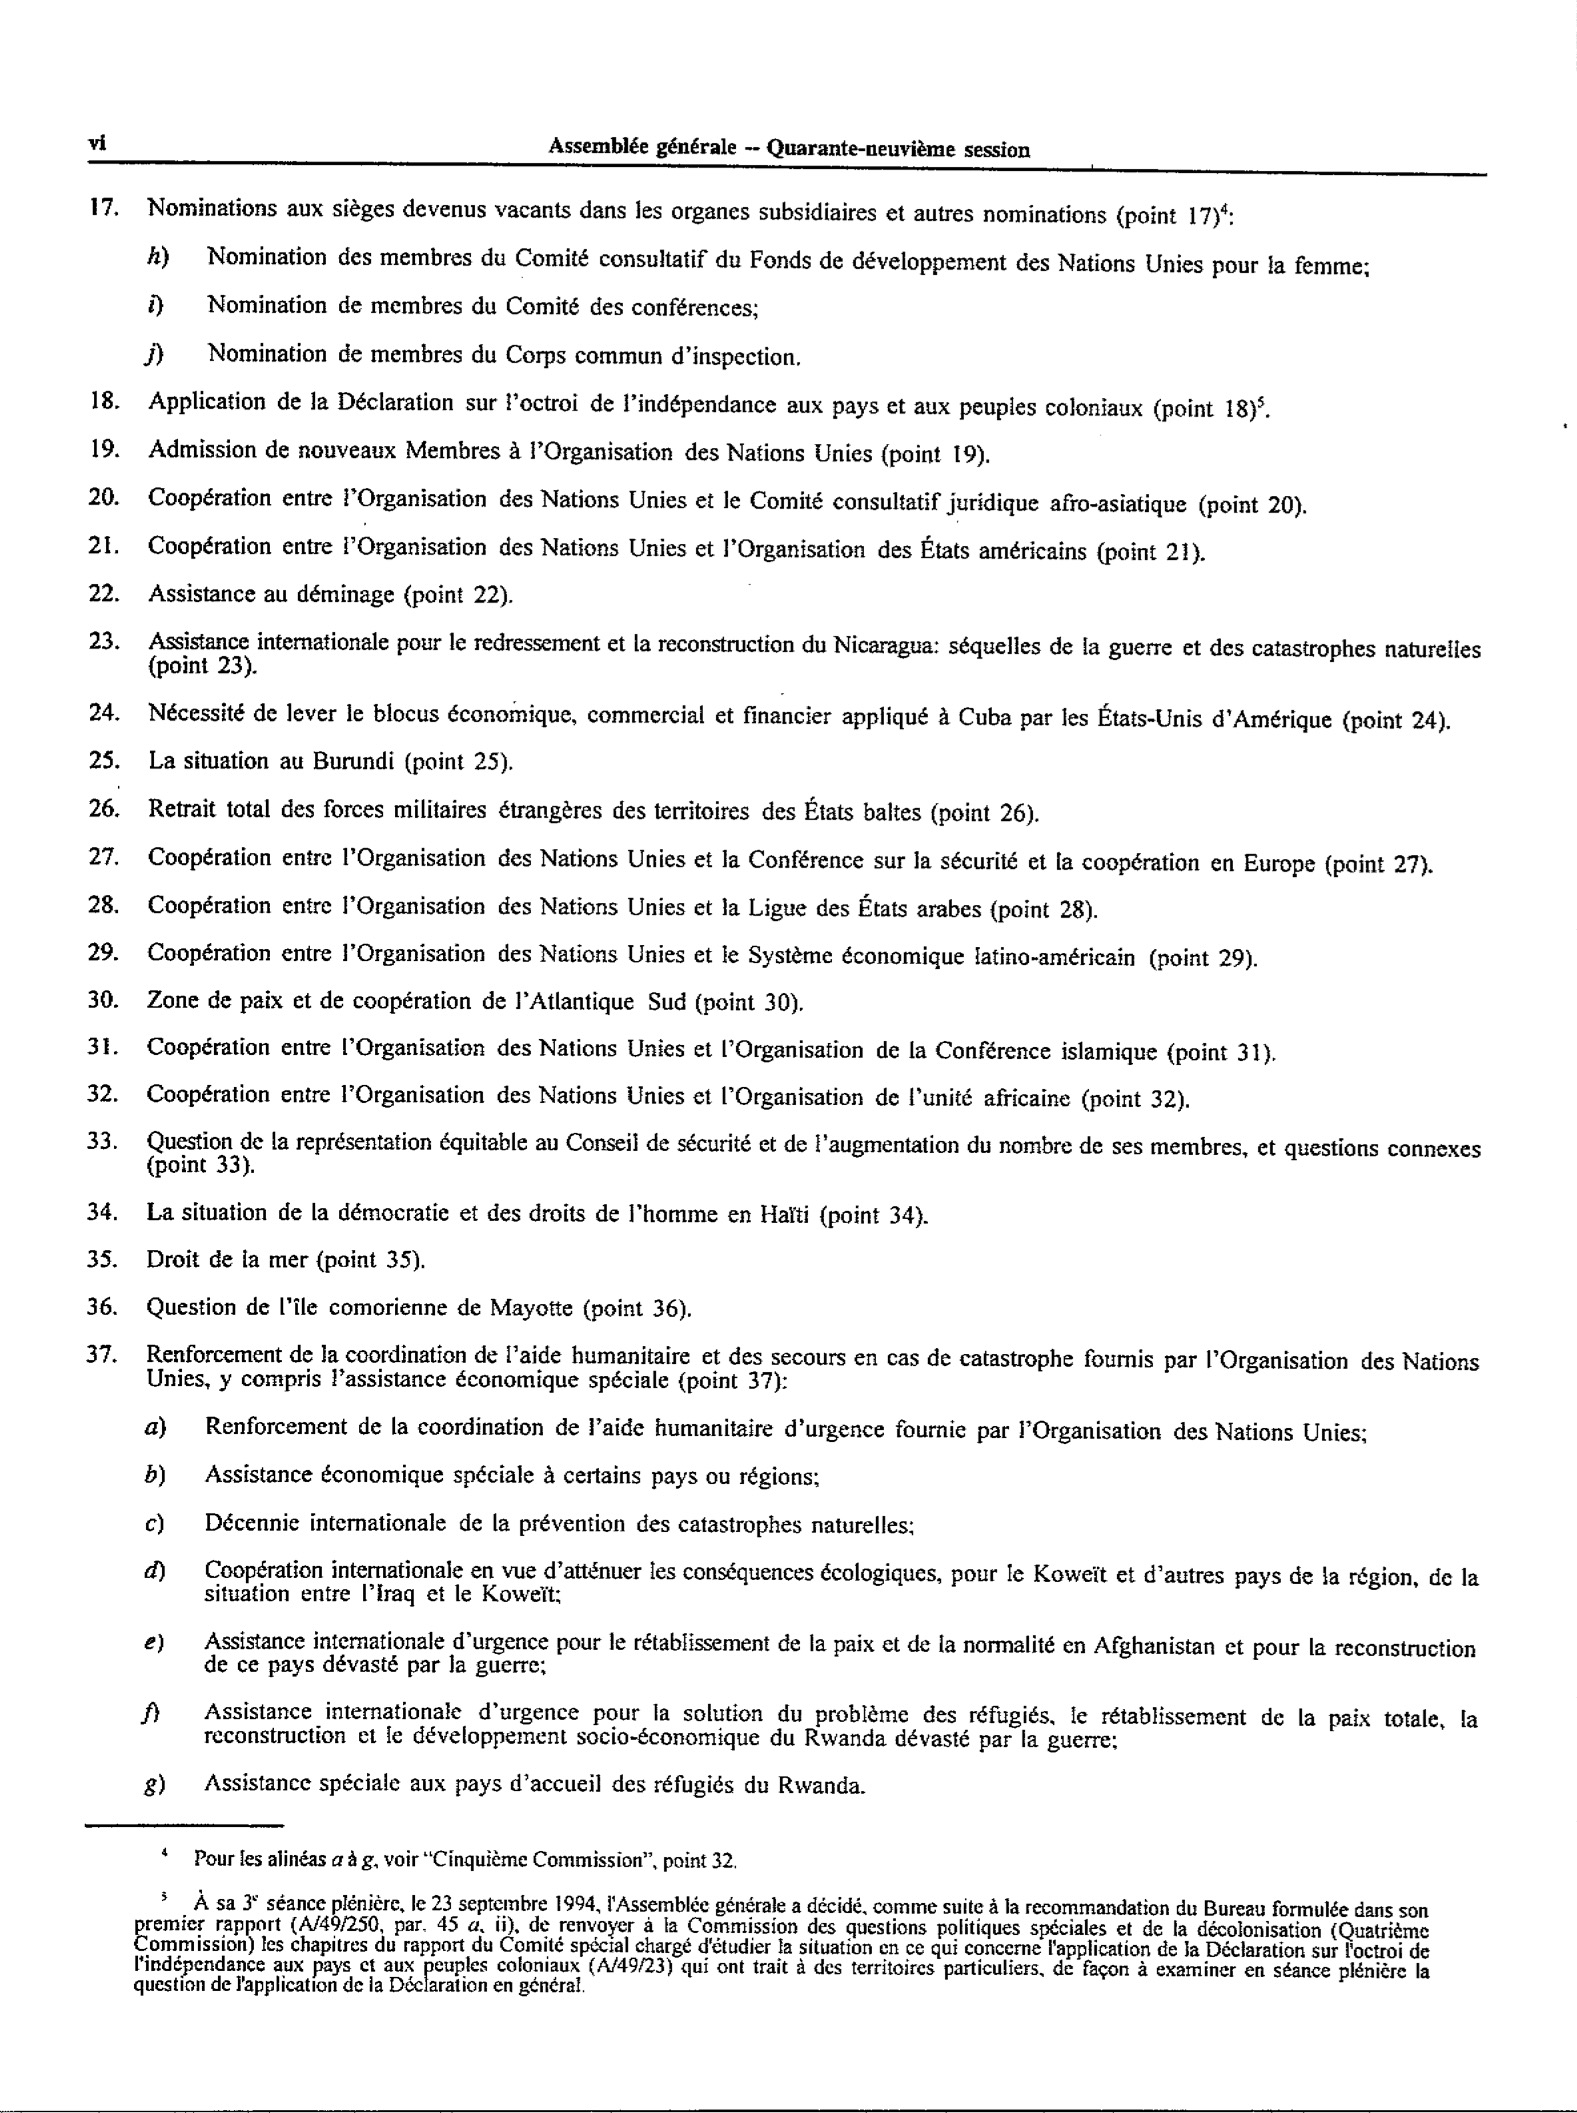 vi
Assemblée générale -- Quarante-neuvième session
17. Nominations aux sièges devenus vacants dans les organes subsidiaires et autres nominations (point 17)⁴:
h) Nomination des membres du Comité consultatif du Fonds de développement des Nations Unies pour la femme;
i) Nomination de membres du Comité des conférences;
j) Nomination de membres du Corps commun d'inspection.
18. Application de la Déclaration sur l'octroi de l'indépendance aux pays et aux peuples coloniaux (point 18)⁵.
19. Admission de nouveaux Membres à l'Organisation des Nations Unies (point 19).
20. Coopération entre l'Organisation des Nations Unies et le Comité consultatif juridique afro-asiatique (point 20).
21. Coopération entre l'Organisation des Nations Unies et l'Organisation des États américains (point 21).
22. Assistance au déminage (point 22).
23. Assistance internationale pour le redressement et la reconstruction du Nicaragua: séquelles de la guerre et des catastrophes naturelles
(point 23).
24. Nécessité de lever le blocus économique, commercial et financier appliqué à Cuba par les États-Unis d'Amérique (point 24).
25. La situation au Burundi (point 25).
26. Retrait total des forces militaires étrangères des territoires des États baltes (point 26).
27. Coopération entre l'Organisation des Nations Unies et la Conférence sur la sécurité et la coopération en Europe (point 27).
28. Coopération entre l'Organisation des Nations Unies et la Ligue des États arabes (point 28).
29. Coopération entre l'Organisation des Nations Unies et le Système économique latino-américain (point 29).
30. Zone de paix et de coopération de l'Atlantique Sud (point 30).
31. Coopération entre l'Organisation des Nations Unies et l'Organisation de la Conférence islamique (point 31).
32. Coopération entre l'Organisation des Nations Unies et l'Organisation de l'unité africaine (point 32).
33. Question de la représentation équitable au Conseil de sécurité et de l'augmentation du nombre de ses membres, et questions connexes
(point 33).
34. La situation de la démocratie et des droits de l'homme en Haïti (point 34).
35. Droit de la mer (point 35).
36. Question de l'île comorienne de Mayotte (point 36).
37. Renforcement de la coordination de l'aide humanitaire et des secours en cas de catastrophe fournis par l'Organisation des Nations
Unies, y compris l'assistance économique spéciale (point 37):
a) Renforcement de la coordination de l'aide humanitaire d'urgence fournie par l'Organisation des Nations Unies;
b) Assistance économique spéciale à certains pays ou régions;
c) Décennie internationale de la prévention des catastrophes naturelles;
d) Coopération internationale en vue d'atténuer les conséquences écologiques, pour le Koweït et d'autres pays de la région, de la
situation entre l'Iraq et le Koweït;
e) Assistance internationale d'urgence pour le rétablissement de la paix et de la normalité en Afghanistan et pour la reconstruction
de ce pays dévasté par la guerre;
f) Assistance internationale d'urgence pour la solution du problème des réfugiés, le rétablissement de la paix totale, la
reconstruction et le développement socio-économique du Rwanda dévasté par la guerre;
g) Assistance spéciale aux pays d'accueil des réfugiés du Rwanda.
⁴ Pour les alinéas a à g, voir "Cinquième Commission", point 32.
⁵ À sa 3ᵉ séance plénière, le 23 septembre 1994, l'Assemblée générale a décidé, comme suite à la recommandation du Bureau formulée dans son
premier rapport (A/49/250, par. 45 a, ii), de renvoyer à la Commission des questions politiques spéciales et de la décolonisation (Quatrième
Commission) les chapitres du rapport du Comité spécial chargé d'étudier la situation en ce qui concerne l'application de la Déclaration sur l'octroi de
l'indépendance aux pays et aux peuples coloniaux (A/49/23) qui ont trait à des territoires particuliers, de façon à examiner en séance plénière la
question de l'application de la Déclaration en général.